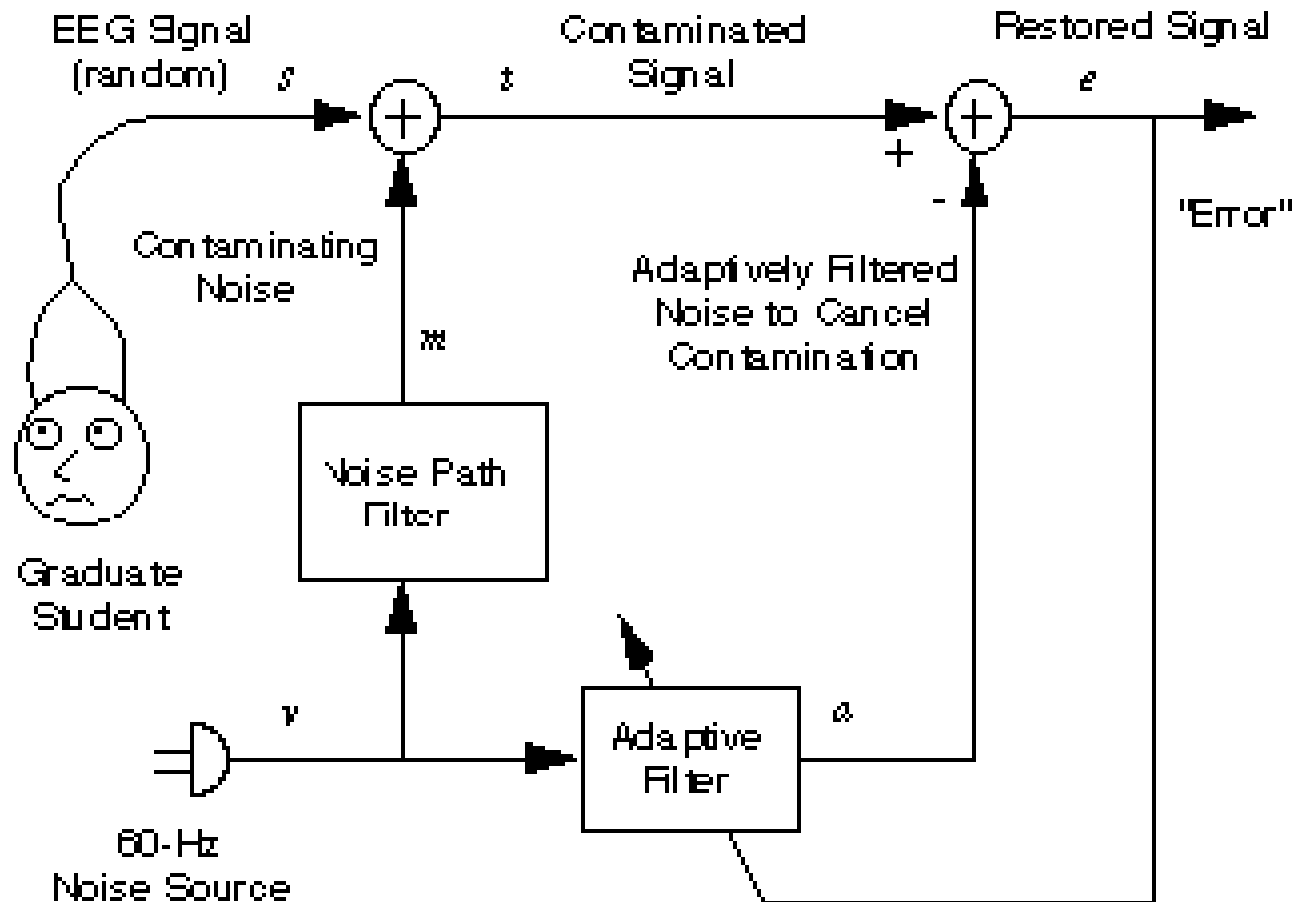 EEG Signal
(random)
s
t
Contaminated
Signal
Restored Signal
e
+
-
"Error"
Contaminating
Noise
m
Adaptively Filtered
Noise to Cancel
Contamination
Noise Path
Filter
Graduate
Student
v
a
Adaptive
Filter
60-Hz
Noise Source